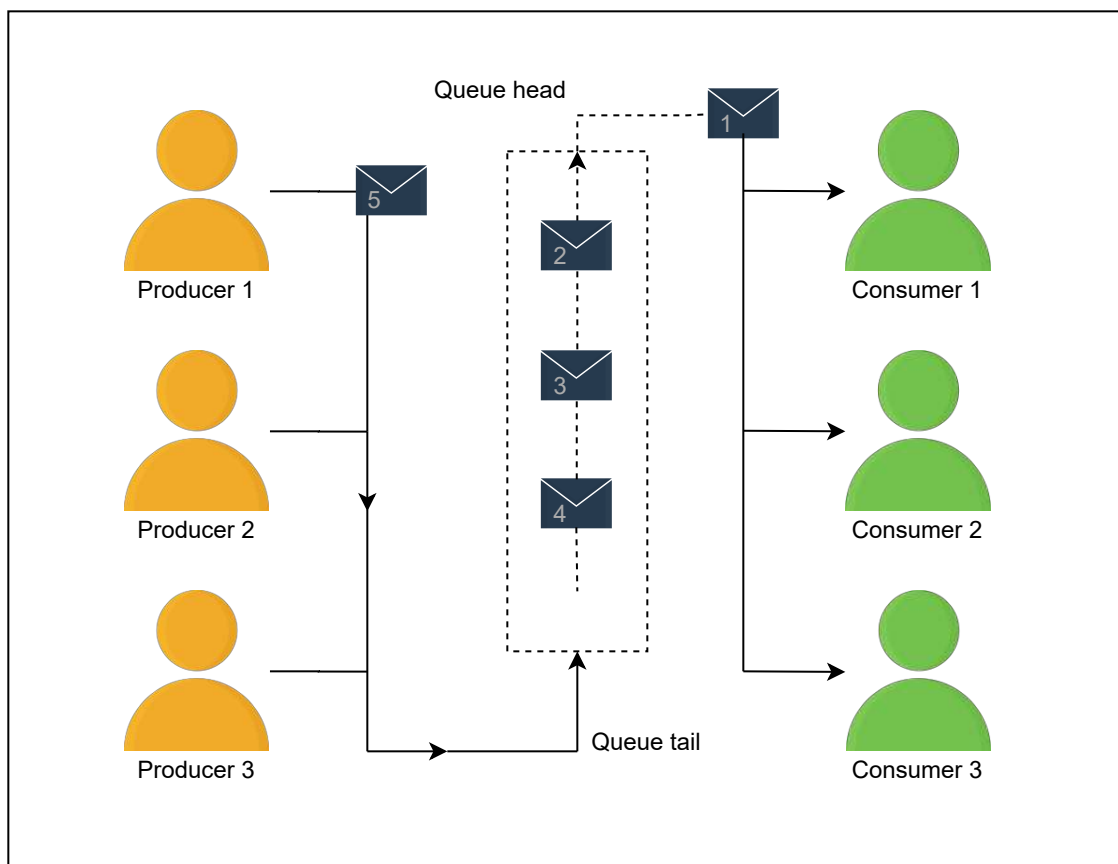 Queue head
1
5
2
Producer 1
Consumer 1
3
4
Producer 2
Consumer 2
Queue tail
Producer 3
Consumer 3